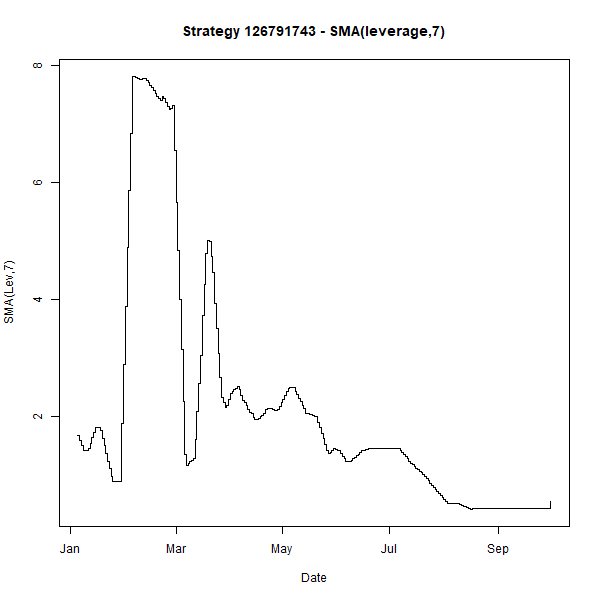 Strategy 126791743 - SMA(leverage,7)
SMA(Lev,7)
8
6
4
2
Jan Mar May Jul Sep
Date